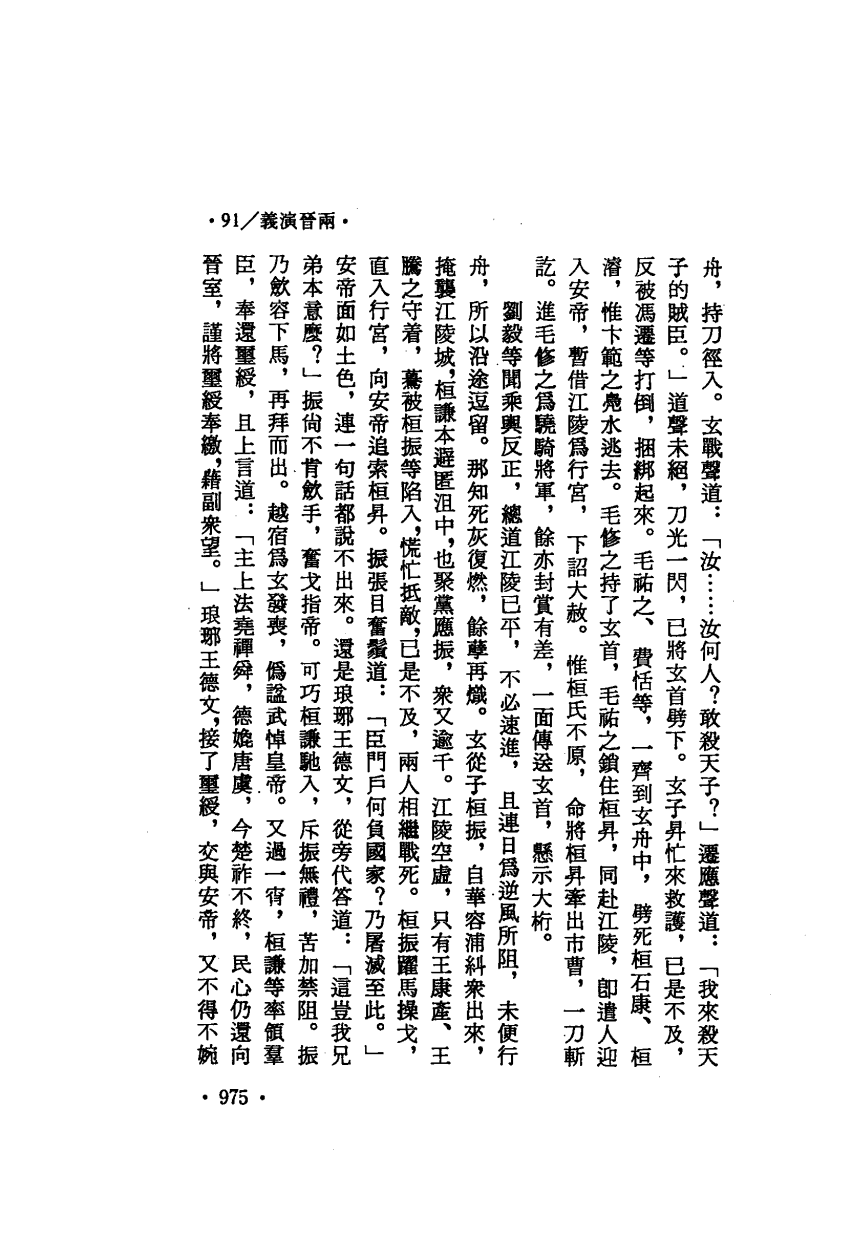 ·91／義演晉兩·
舟，持刀徑入。玄戰聲道：「汝……汝何人？敢殺天子？」遷應聲道：「我來殺天
子的賊臣。」道聲未絕，刀光一閃，已將玄首劈下。玄子昇忙來救護，已是不及，
反被馮遷等打倒，捆綁起來。毛祐之、費恬等，一齊到玄舟中，劈死桓石康、桓
濬，惟卞範之鳧水逃去。毛修之持了玄首，毛祐之鎖住桓昇，同赴江陵，卽遣人迎
入安帝，暫借江陵爲行宮，下詔大赦。惟桓氏不原，命將桓昇牽出市曹，一刀斬
訖。進毛修之爲驍騎將軍，餘亦封賞有差，一面傳送玄首，懸示大桁。
劉毅等聞乘輿反正，總道江陵已平，不必速進，且連日爲逆風所阻，未便行
舟，所以沿途逗留。那知死灰復燃，餘孽再熾。玄從子桓振，自華容浦糾衆出來，
掩襲江陵城，桓謙本避匿沮中，也聚黨應振，衆又逾千。江陵空虛，只有王康產、王
騰之守着，驀被桓振等陷入，慌忙抵敵，已是不及，兩人相繼戰死。桓振躍馬操戈，
直入行宮，向安帝追索桓昇。振張目奮鬚道：「臣門戶何負國家？乃屠滅至此。」
安帝面如土色，連一句話都說不出來。還是琅琊王德文，從旁代答道：「這豈我兄
弟本意麼？」振尙不肯斂手，奮戈指帝。可巧桓謙馳入，斥振無禮，苦加禁阻。振
乃斂容下馬，再拜而出。越宿爲玄發喪，僞諡武悼皇帝。又過一宵，桓謙等率領羣
臣，奉還璽綬，且上言道：「主上法堯禪舜，德媿唐虞，今楚祚不終，民心仍還向
晉室，謹將璽綬奉繳，藉副衆望。」琅琊王德文，接了璽綬，交與安帝，又不得不婉
·975·